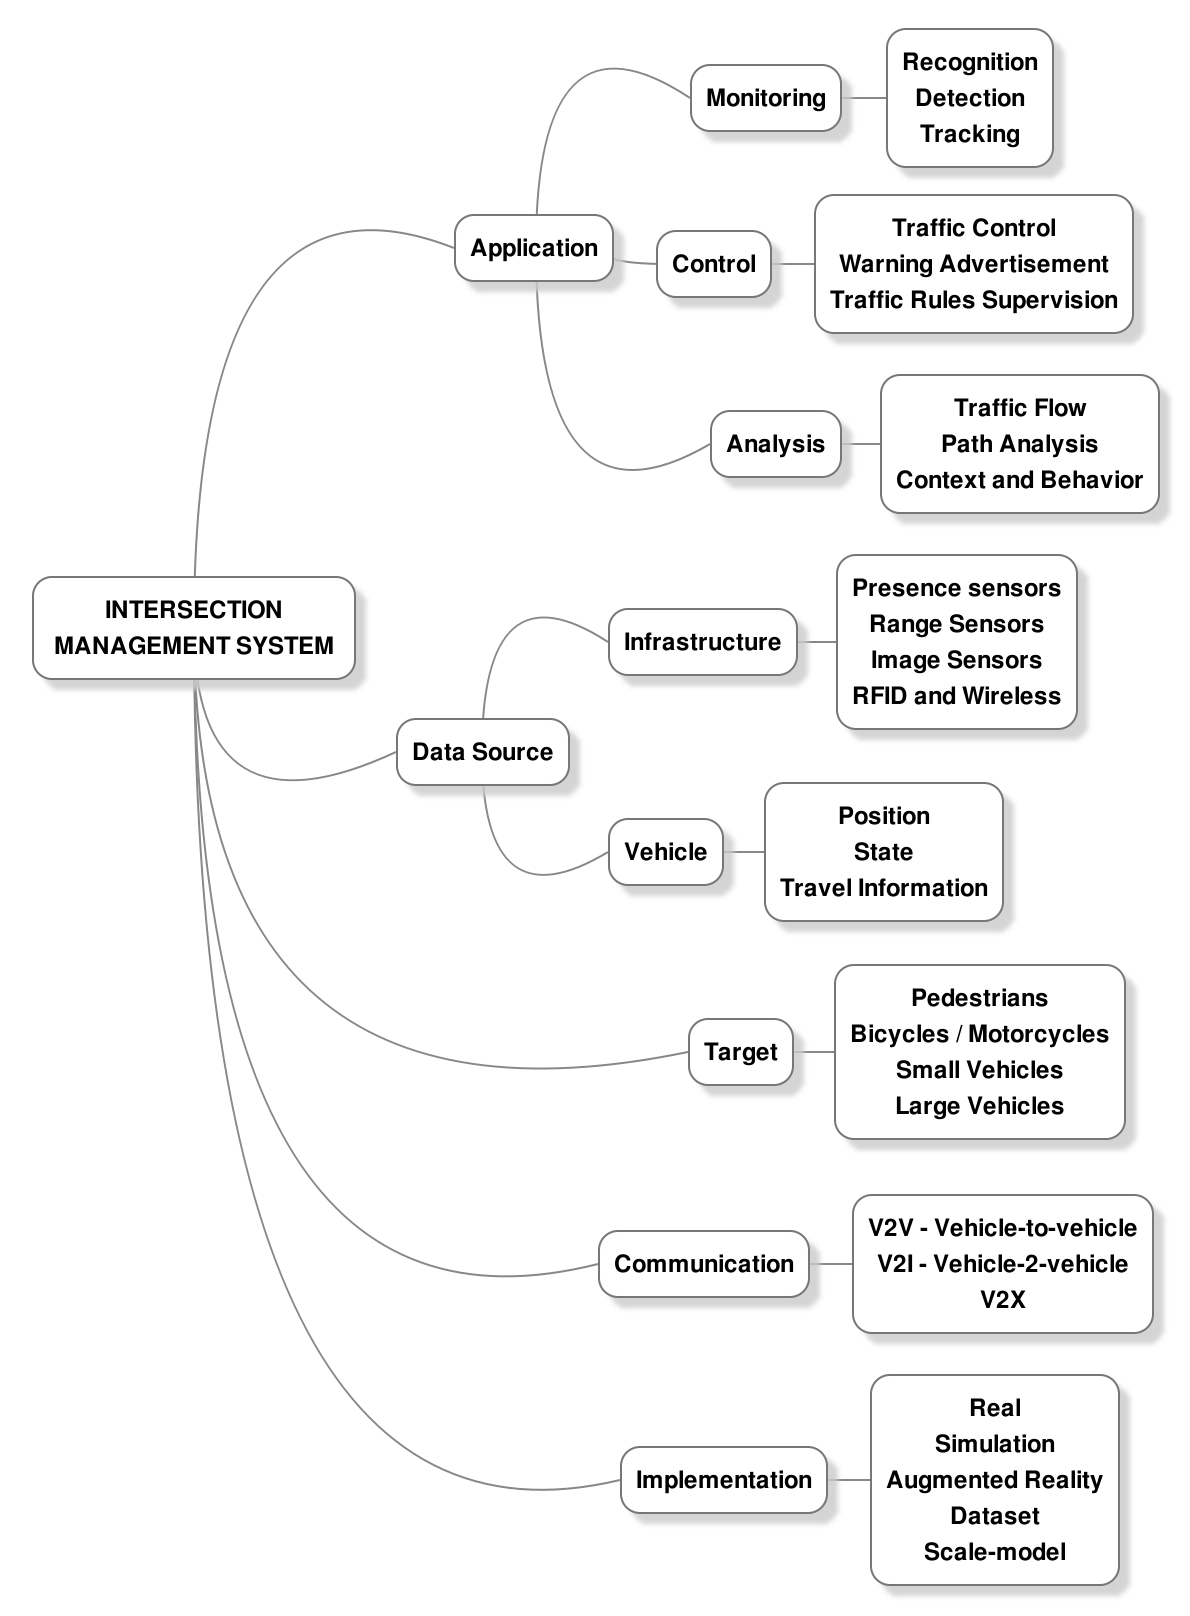 INTERSECTION
MANAGEMENT SYSTEM
Application
Monitoring
Recognition
Detection
Tracking
Control
Traffic Control
Warning Advertisement
Traffic Rules Supervision
Analysis
Traffic Flow
Path Analysis
Context and Behavior
Data Source
Infrastructure
Presence sensors
Range Sensors
Image Sensors
RFID and Wireless
Vehicle
Position
State
Travel Information
Target
Pedestrians
Bicycles / Motorcycles
Small Vehicles
Large Vehicles
Communication
V2V - Vehicle-to-vehicle
V2I - Vehicle-2-vehicle
V2X
Implementation
Real
Simulation
Augmented Reality
Dataset
Scale-model